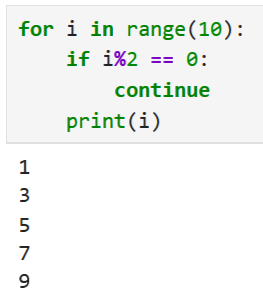 for i in range(10):
    if i%2 == 0:
        continue
    print(i)
1
3
5
7
9